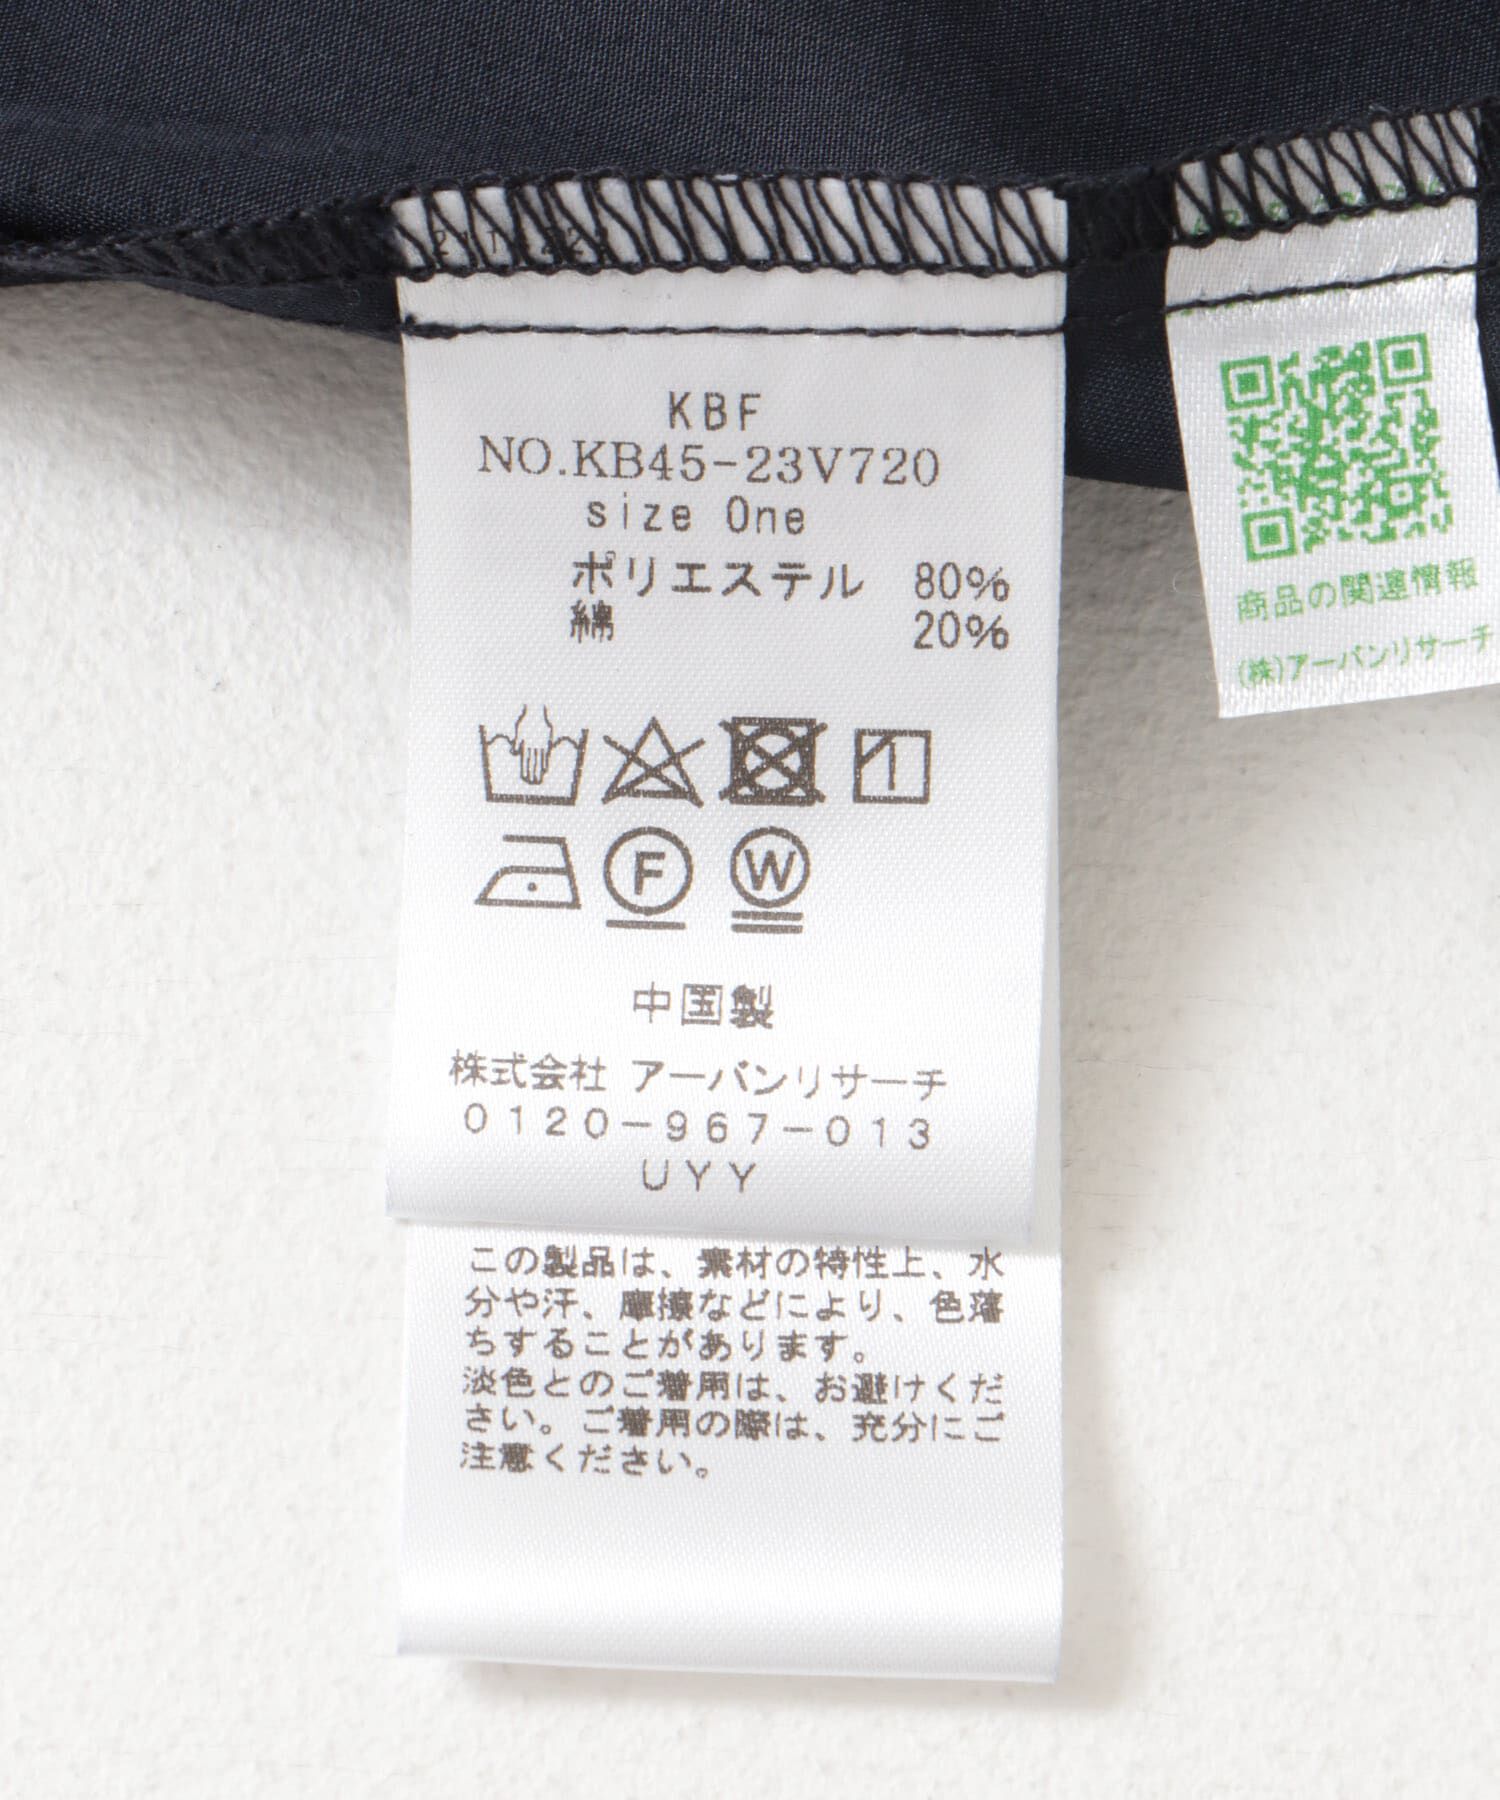 KBF
NO.KB45-23V720
size One
ポリエステル 80%
綿 20%
1
F W
中国製
株式会社 アーバンリサーチ
0120-967-013
UYY
この製品は、素材の特性上、水
分や汗、摩擦などにより、色落
ちすることがあります。
淡色とのご着用は、お避けくだ
さい。ご着用の際は、充分にご
注意ください。
商品の関連情報
(株)アーバンリサーチ